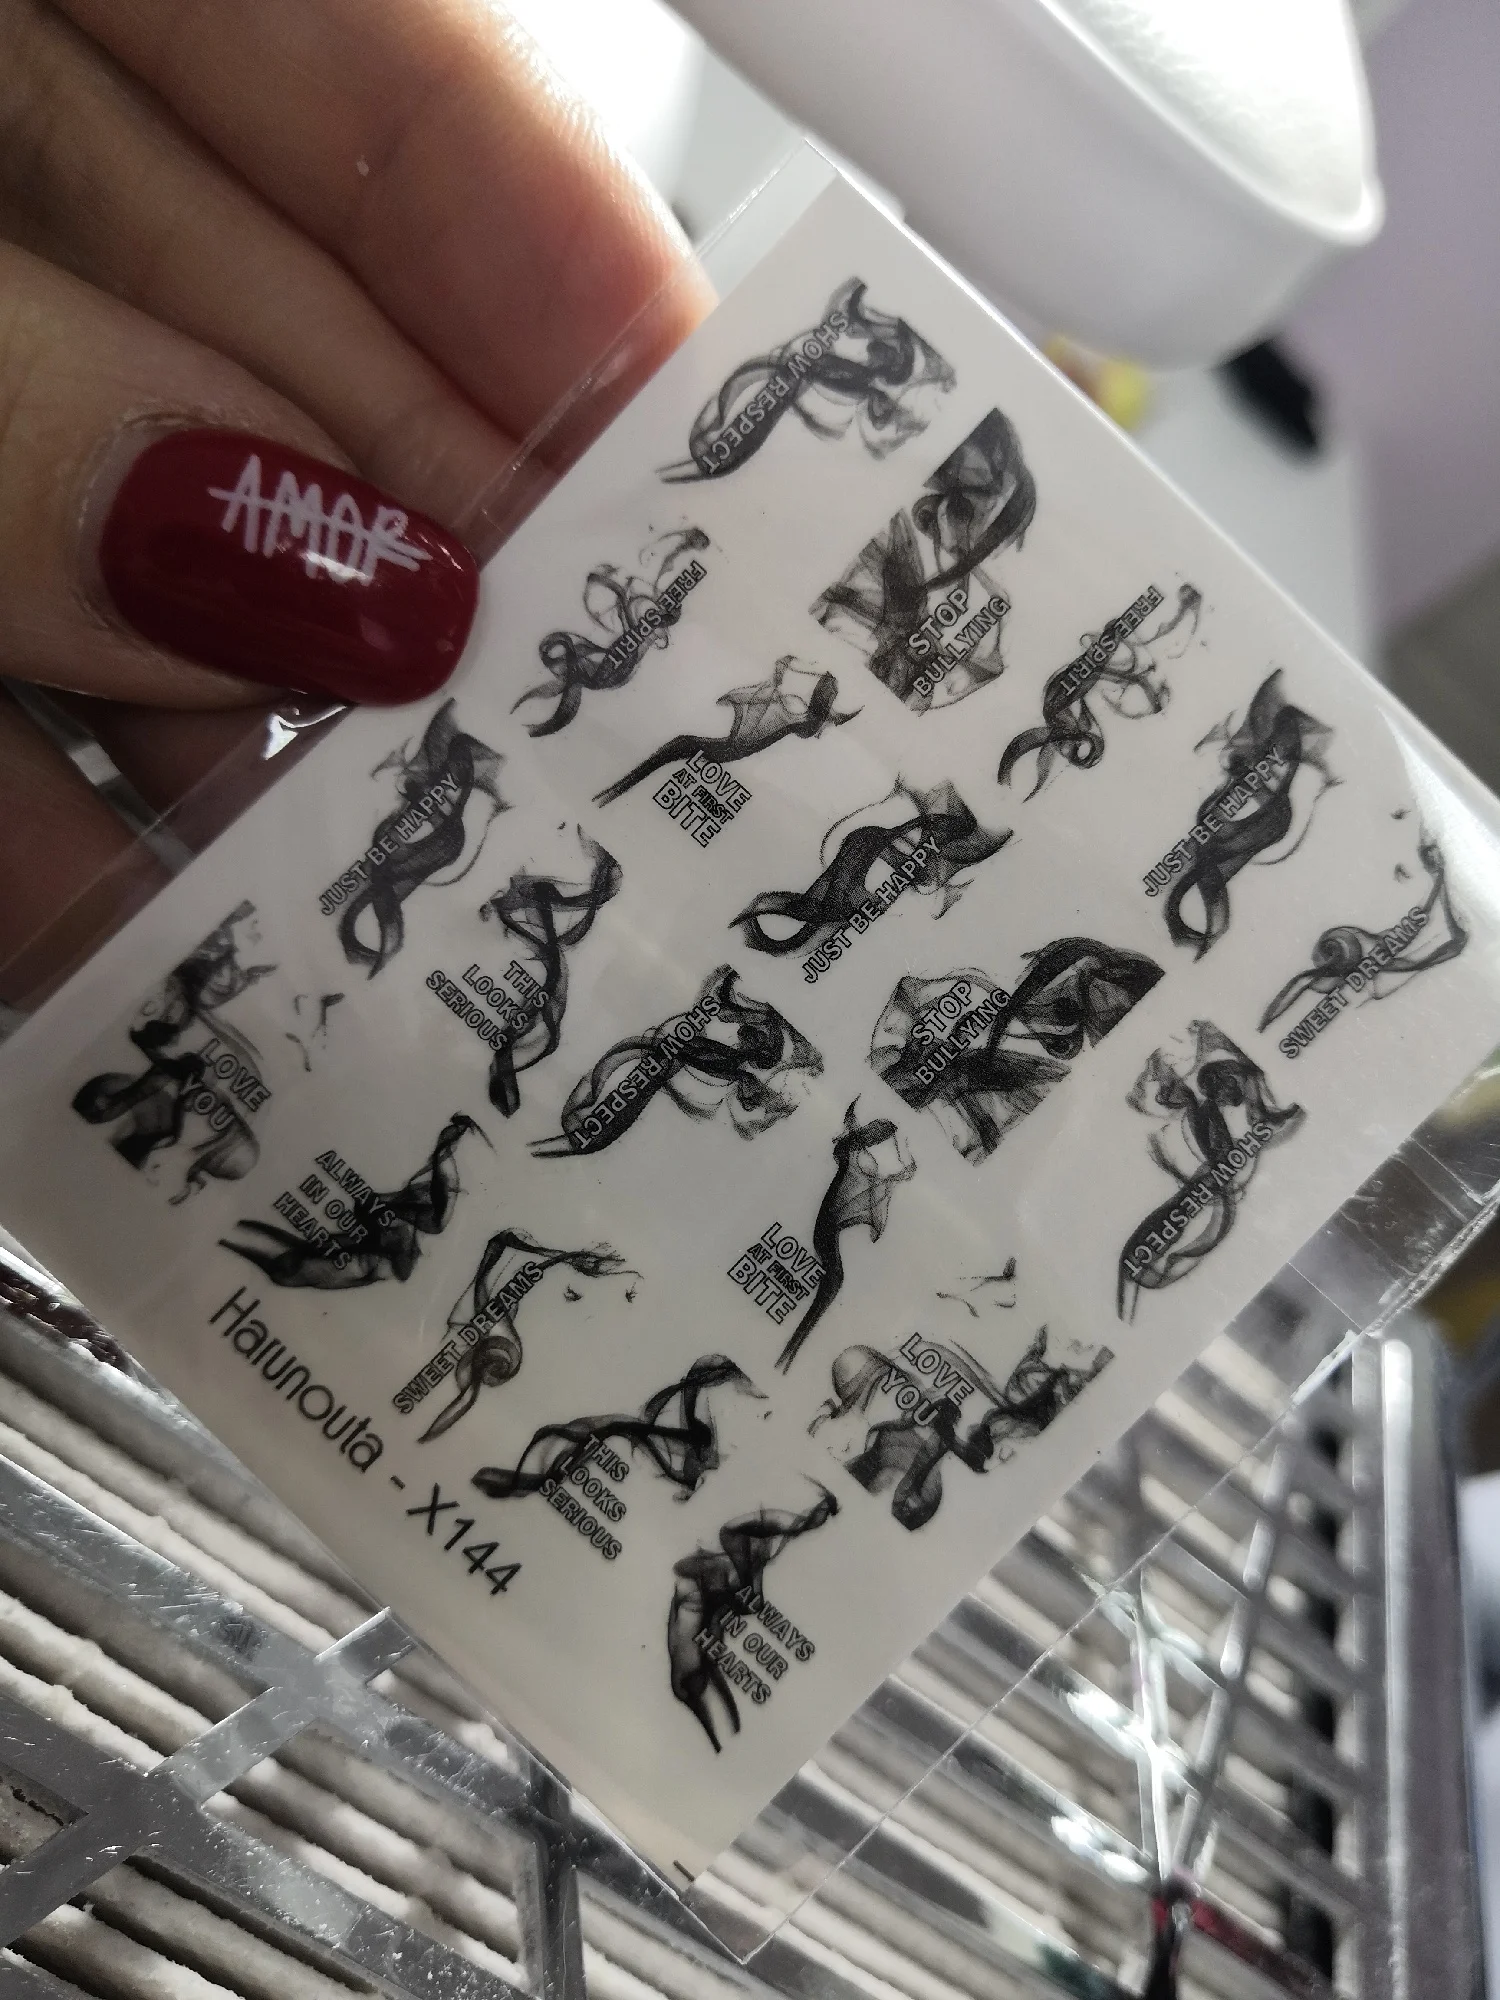 AMOR
SHOW RESPECT
STOP
BULLYING
FREE SPIRIT
FREE SPIRIT
LOVE
AT FIRST
BITE
JUST BE HAPPY
JUST BE HAPPY
JUST BE HAPPY
THIS
LOOKS
SERIOUS
SWEET DREAMS
STOP
BULLYING
SHOW RESPECT
LOVE
YOU
SHOW RESPECT
ALWAYS
IN OUR
HEARTS
LOVE
AT FIRST
BITE
SWEET DREAMS
LOVE
YOU
THIS
LOOKS
SERIOUS
ALWAYS
IN OUR
HEARTS
Harunouta - X144